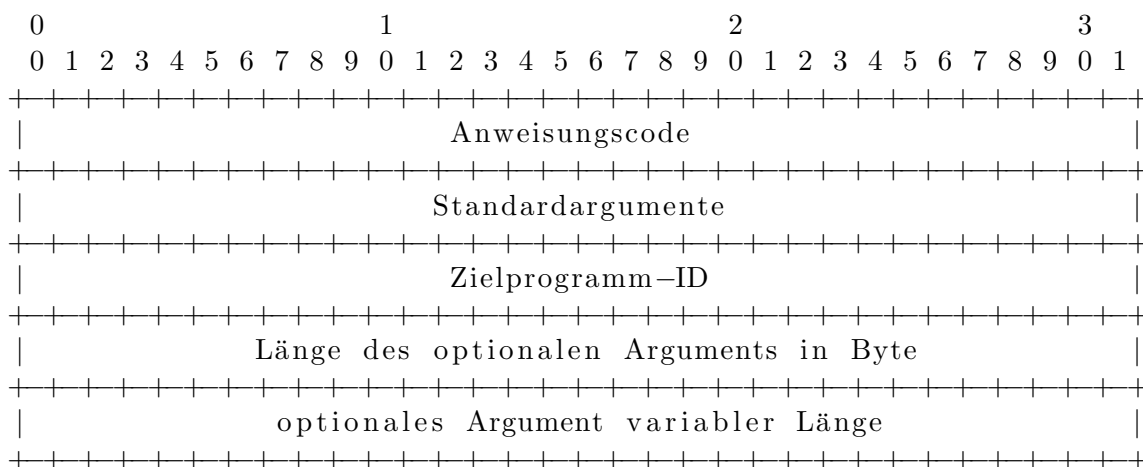 0 1 2 3
0 1 2 3 4 5 6 7 8 9 0 1 2 3 4 5 6 7 8 9 0 1 2 3 4 5 6 7 8 9 0 1
+-+-+-+-+-+-+-+-+-+-+-+-+-+-+-+-+-+-+-+-+-+-+-+-+-+-+-+-+-+-+-+-+
| Anweisungscode |
+-+-+-+-+-+-+-+-+-+-+-+-+-+-+-+-+-+-+-+-+-+-+-+-+-+-+-+-+-+-+-+-+
| Standardargumente |
+-+-+-+-+-+-+-+-+-+-+-+-+-+-+-+-+-+-+-+-+-+-+-+-+-+-+-+-+-+-+-+-+
| Zielprogramm-ID |
+-+-+-+-+-+-+-+-+-+-+-+-+-+-+-+-+-+-+-+-+-+-+-+-+-+-+-+-+-+-+-+-+
| Länge des optionalen Arguments in Byte |
+-+-+-+-+-+-+-+-+-+-+-+-+-+-+-+-+-+-+-+-+-+-+-+-+-+-+-+-+-+-+-+-+
| optionales Argument variabler Länge |
+-+-+-+-+-+-+-+-+-+-+-+-+-+-+-+-+-+-+-+-+-+-+-+-+-+-+-+-+-+-+-+-+